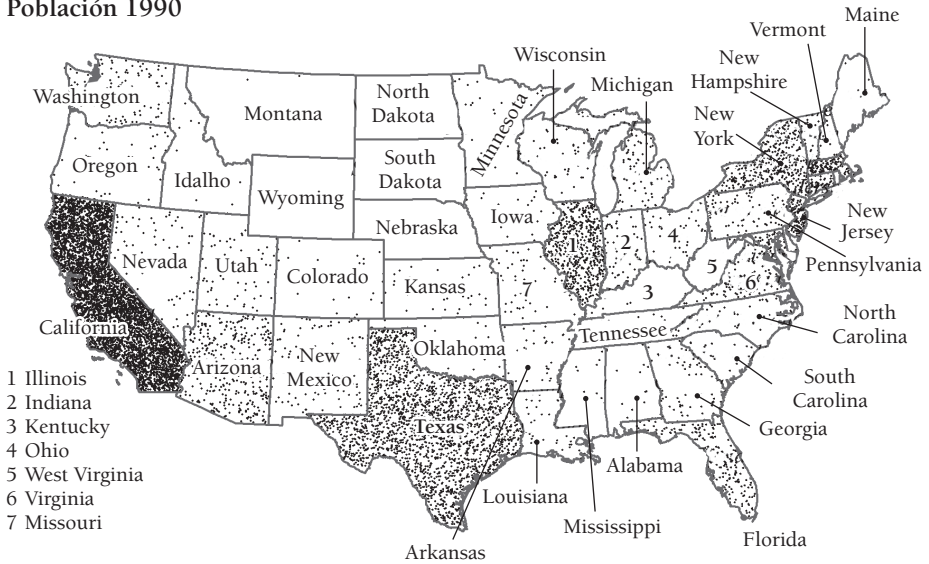 Población 1990
Maine
Vermont
Wisconsin
New
Hampshire
Michigan
New
York
Washington
Montana
North
Dakota
Minnesota
Oregon
Idalho
South
Dakota
Wyoming
Iowa
Nebraska
New
Jersey
Pennsylvania
Nevada
Utah
Colorado
Kansas
1
2
4
5
6
7
3
California
Tennessee
North
Carolina
Arizona
New
Mexico
Oklahoma
South
Carolina
Texas
Georgia
Alabama
Louisiana
Mississippi
Florida
Arkansas
1 Illinois
2 Indiana
3 Kentucky
4 Ohio
5 West Virginia
6 Virginia
7 Missouri